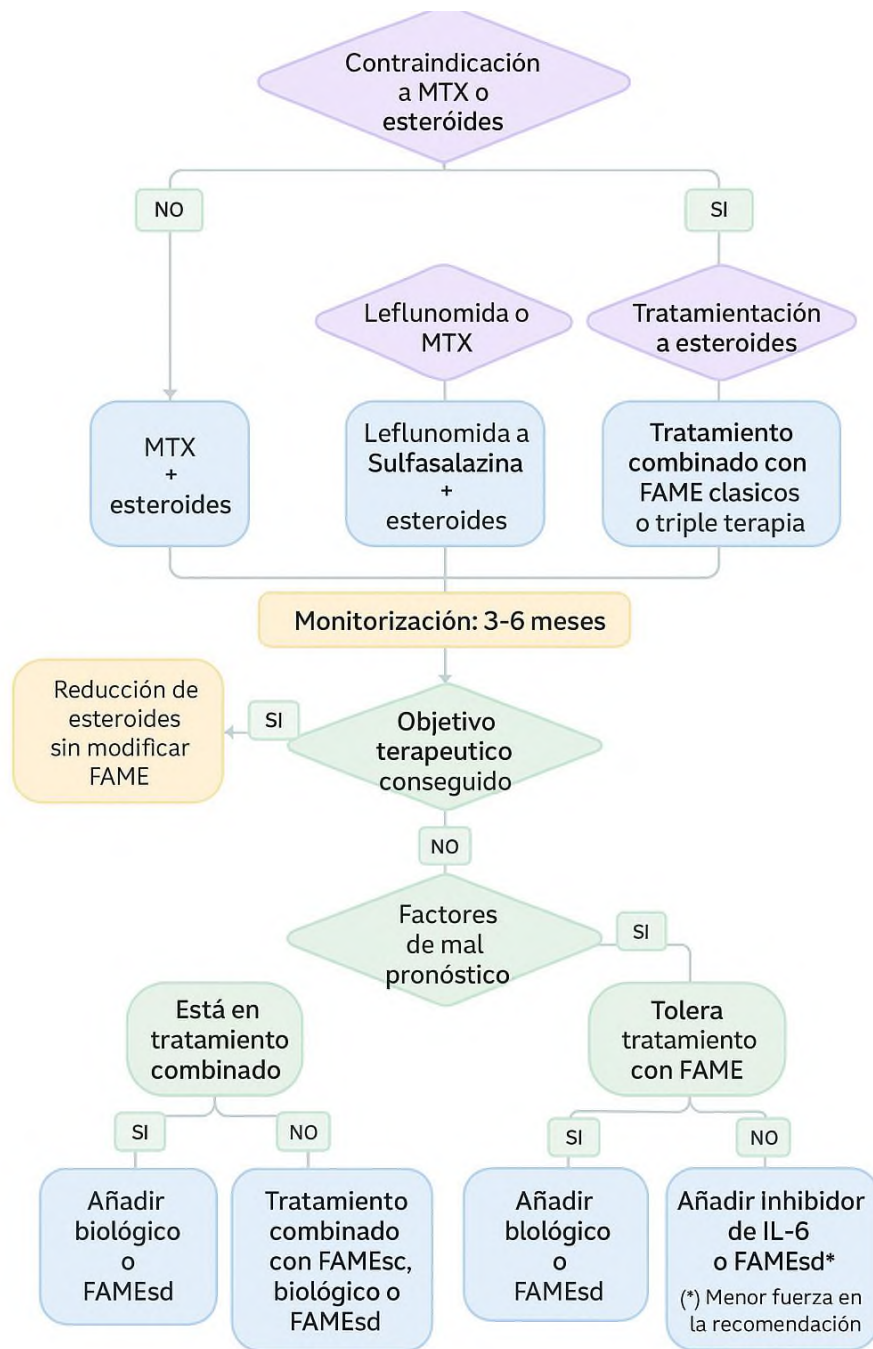 Contraindicación
a MTX o
esteróides
NO
SI
Leflunomida o
MTX
Tratamientación
a esteroides
MTX
+
esteroides
Leflunomida a
Sulfasalazina
+
esteroides
Tratamiento
combinado con
FAME clasicos
o triple terapia
Monitorización: 3-6 meses
Reducción de
esteroides
sin modificar
FAME
SI
Objetivo
terapeutico
conseguido
NO
Factores
de mal
pronóstico
SI
Está en
tratamiento
combinado
Tolera
tratamiento
con FAME
SI
NO
SI
NO
Añadir
biológico
o
FAMEsd
Tratamiento
combinado
con FAMEsc,
biológico o
FAMEsd
Añadir
blológico
o
FAMEsd
Añadir inhibidor
de IL-6
o FAMEsd*
(*) Menor fuerza en
la recomendación